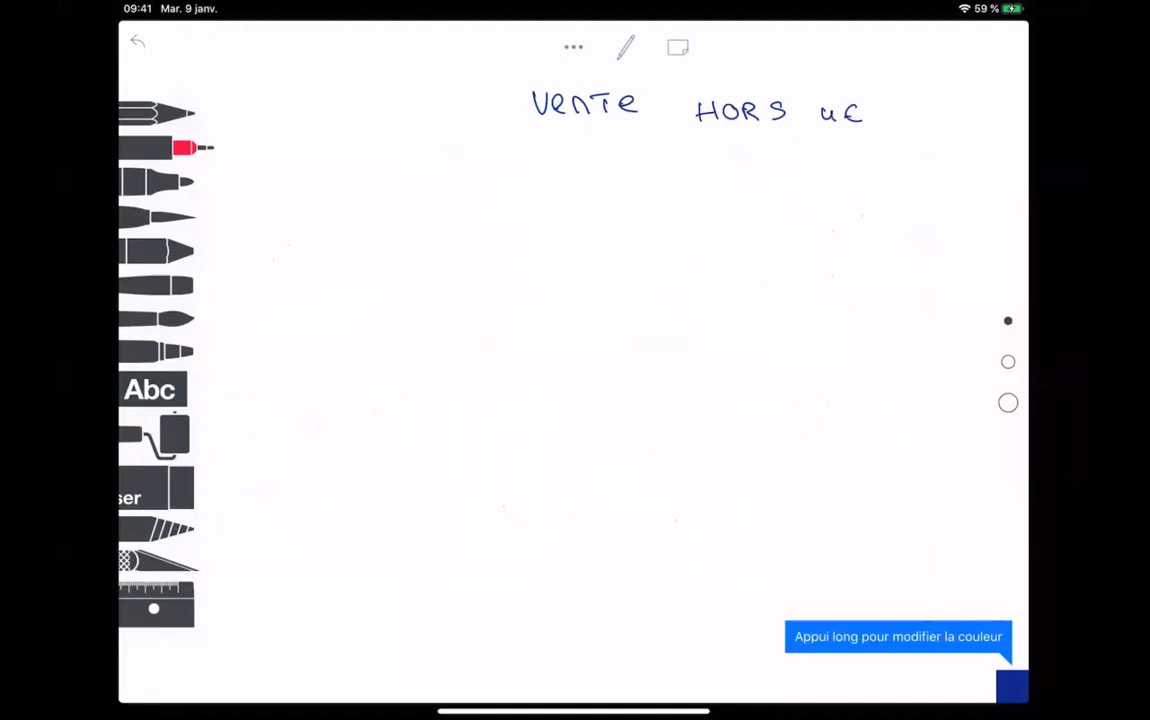 09:41 Mar. 9 janv.
59 %
VenTe HORS UE
Abc
ser
Appui long pour modifier la couleur